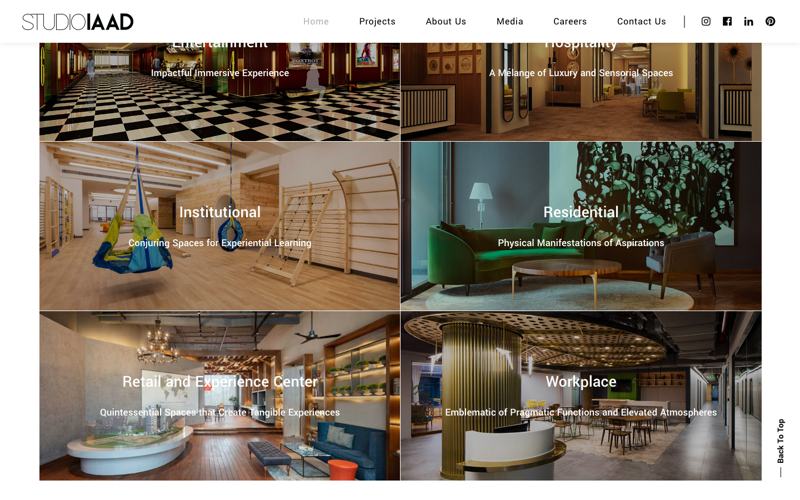 STUDIOIAAD
Home
Projects
About Us
Media
Careers
Contact Us
Entertainment
Impactful Immersive Experience
Hospitality
A Mélange of Luxury and Sensorial Spaces
Institutional
Conjuring Spaces for Experiential Learning
Residential
Physical Manifestations of Aspirations
Retail and Experience Center
Quintessential Spaces that Create Tangible Experiences
Workplace
Emblematic of Pragmatic Functions and Elevated Atmospheres
Back To Top